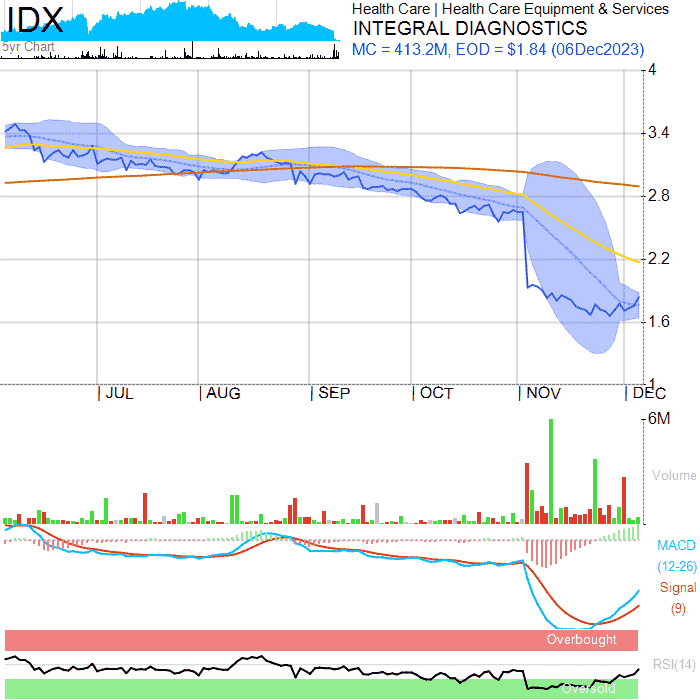 IDX
5yr Chart
Health Care | Health Care Equipment & Services
INTEGRAL DIAGNOSTICS
MC = 413.2M, EOD = $1.84 (06Dec2023)
4
3.4
2.8
2.2
1.6
1
JUL
AUG
SEP
OCT
NOV
DEC
6M
Volume
MACD
(12-26)
Signal
(9)
Overbought
RSI(14)
Oversold